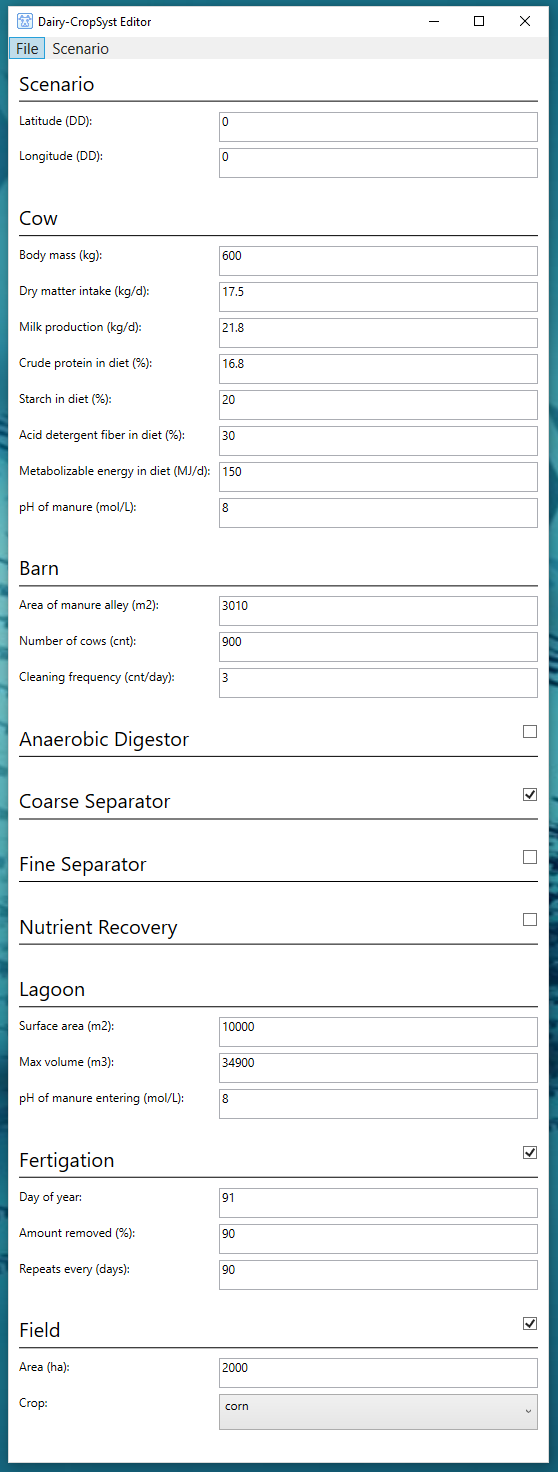 Dairy-CropSyst Editor
File Scenario
Scenario
Latitude (DD): 0
Longitude (DD): 0
Cow
Body mass (kg): 600
Dry matter intake (kg/d): 17.5
Milk production (kg/d): 21.8
Crude protein in diet (%): 16.8
Starch in diet (%): 20
Acid detergent fiber in diet (%): 30
Metabolizable energy in diet (MJ/d): 150
pH of manure (mol/L): 8
Barn
Area of manure alley (m2): 3010
Number of cows (cnt): 900
Cleaning frequency (cnt/day): 3
Anaerobic Digestor
Coarse Separator
Fine Separator
Nutrient Recovery
Lagoon
Surface area (m2): 10000
Max volume (m3): 34900
pH of manure entering (mol/L): 8
Fertigation
Day of year: 91
Amount removed (%): 90
Repeats every (days): 90
Field
Area (ha): 2000
Crop: corn